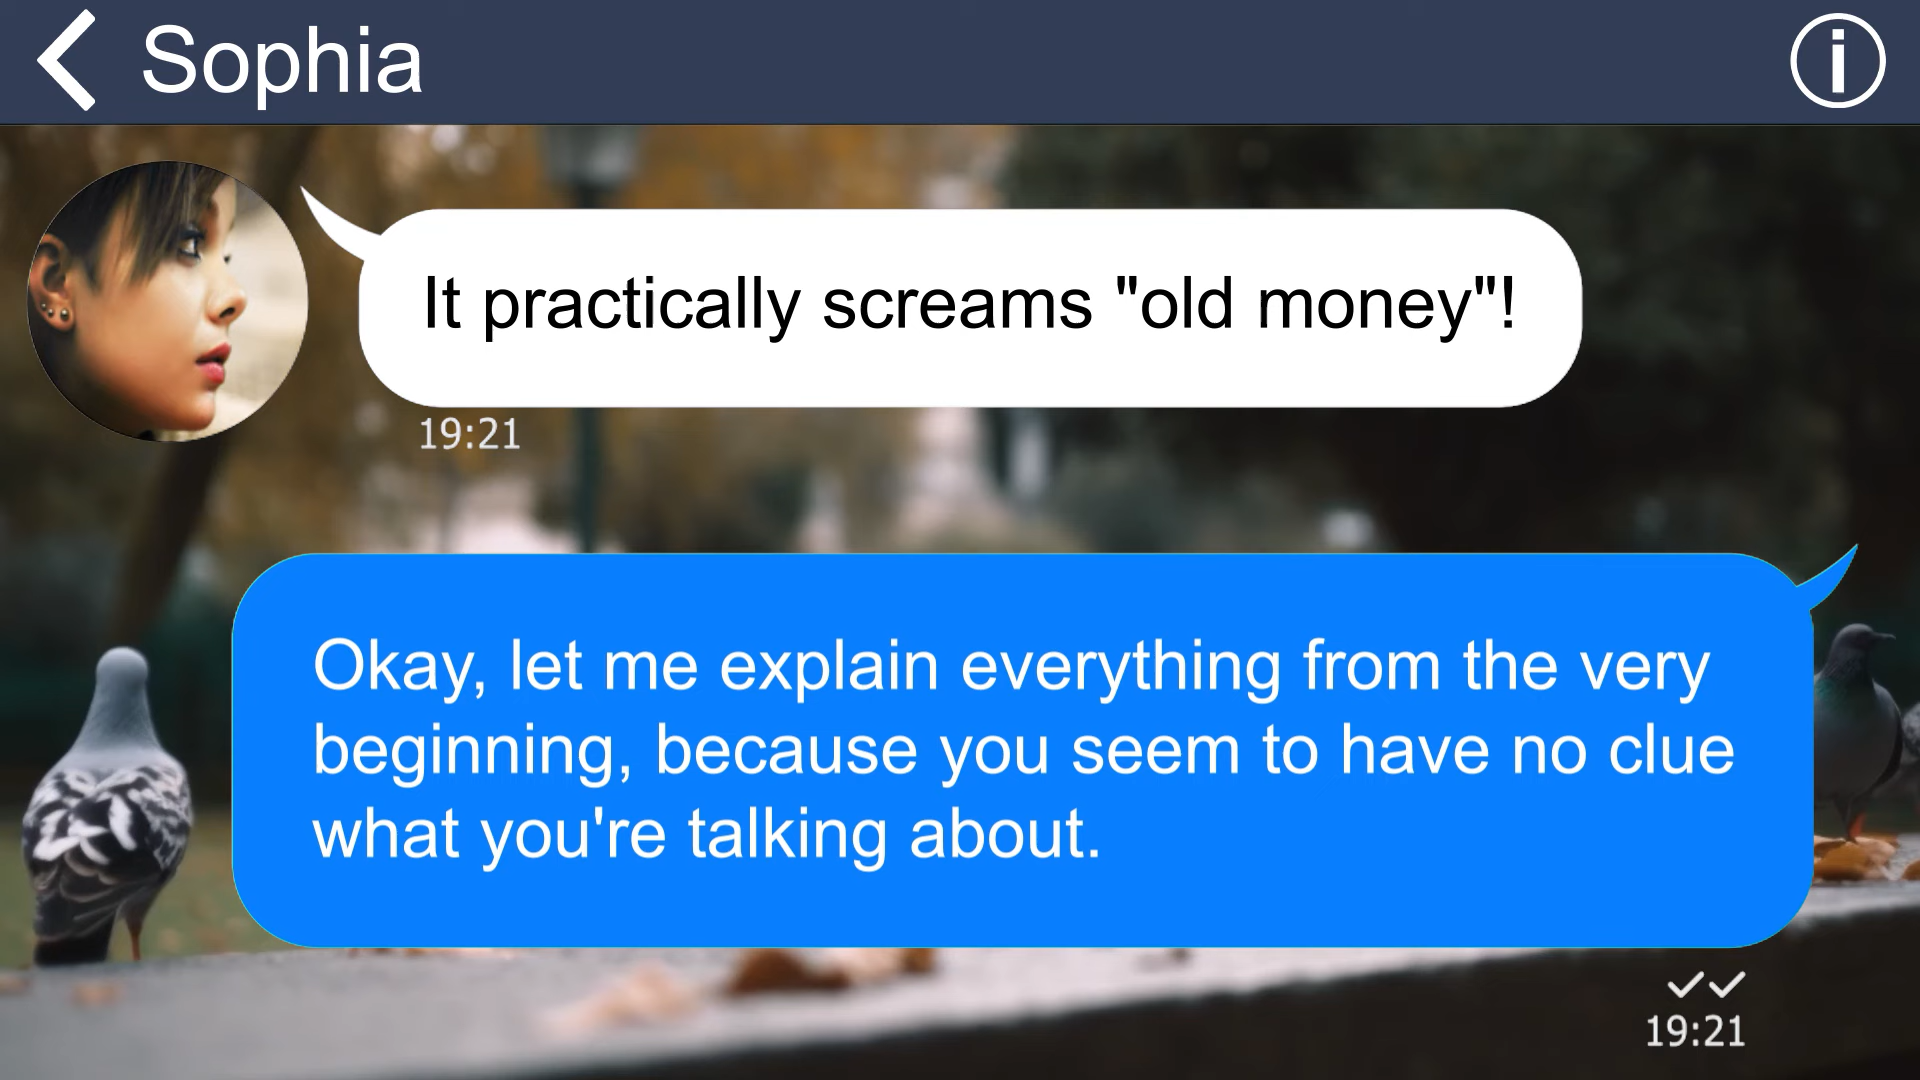 Sophia
It practically screams "old money"!
19:21
Okay, let me explain everything from the very
beginning, because you seem to have no clue
what you're talking about.
19:21